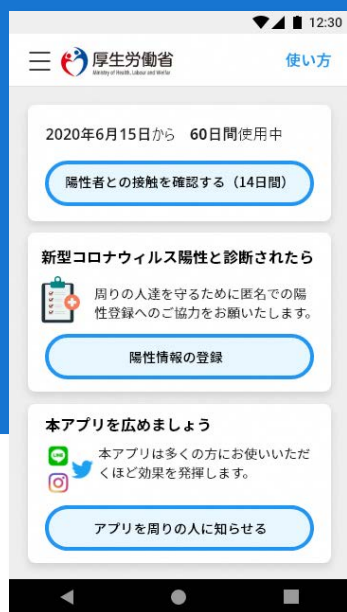 12:30
厚生労働省
Ministry of Health, Labour and Welfare
使い方
2020年6月15日から 60日間使用中
陽性者との接触を確認する（14日間）
新型コロナウィルス陽性と診断されたら
周りの人達を守るために匿名での陽
性登録へのご協力をお願いいたします。
陽性情報の登録
本アプリを広めましょう
LINE
本アプリは多くの方にお使いいただ
くほど効果を発揮します。
アプリを周りの人に知らせる